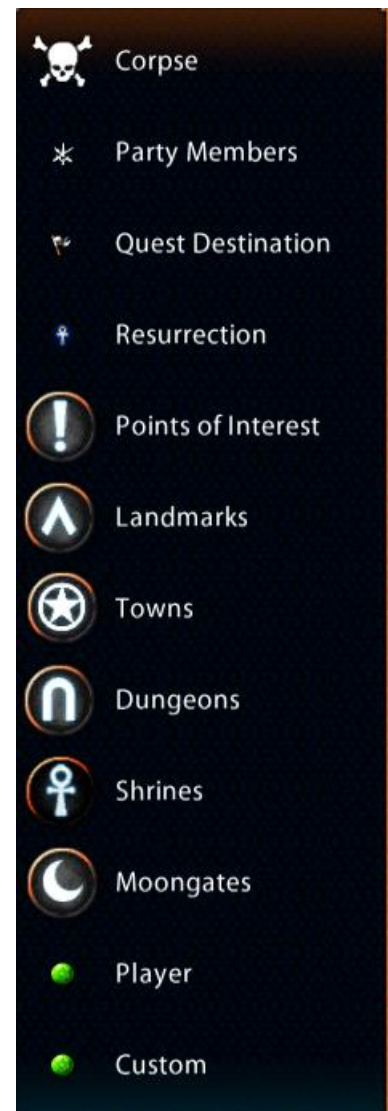 Corpse
Party Members
Quest Destination
Resurrection
Points of Interest
Landmarks
Towns
Dungeons
Shrines
Moongates
Player
Custom